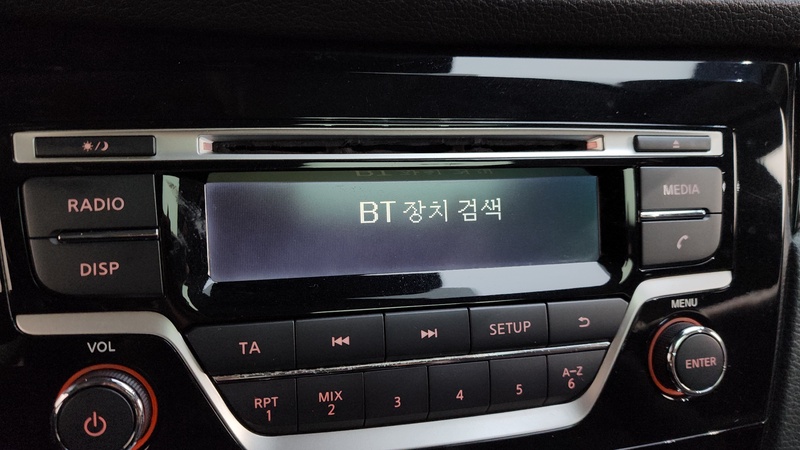 BT 장치 검색
RADIO
MEDIA
DISP
MENU
VOL
TA
SETUP
ENTER
RPT
1
MIX
2
3
4
5
A-Z
6